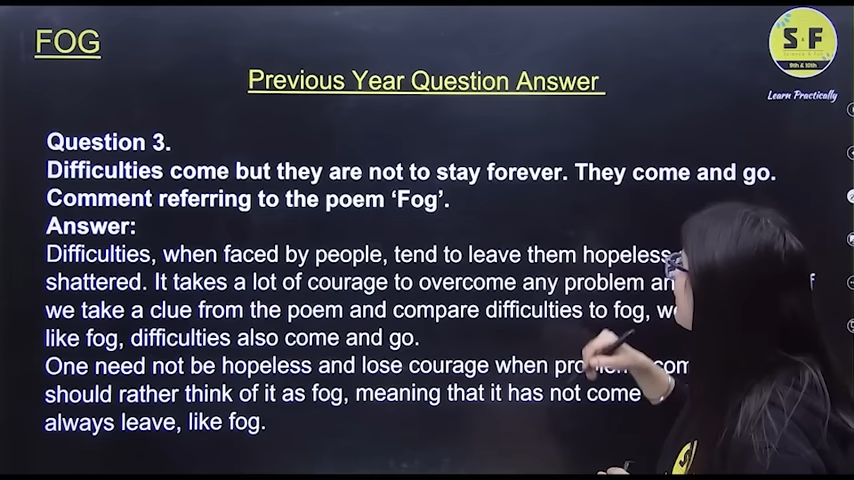 FOG
S F
9th & 10th
Learn Practically
Previous Year Question Answer
Question 3.
Difficulties come but they are not to stay forever. They come and go.
Comment referring to the poem ‘Fog’.
Answer:
Difficulties, when faced by people, tend to leave them hopeless
shattered. It takes a lot of courage to overcome any problem
we take a clue from the poem and compare difficulties to fog,
like fog, difficulties also come and go.
One need not be hopeless and lose courage when
should rather think of it as fog, meaning that it has not come
always leave, like fog.